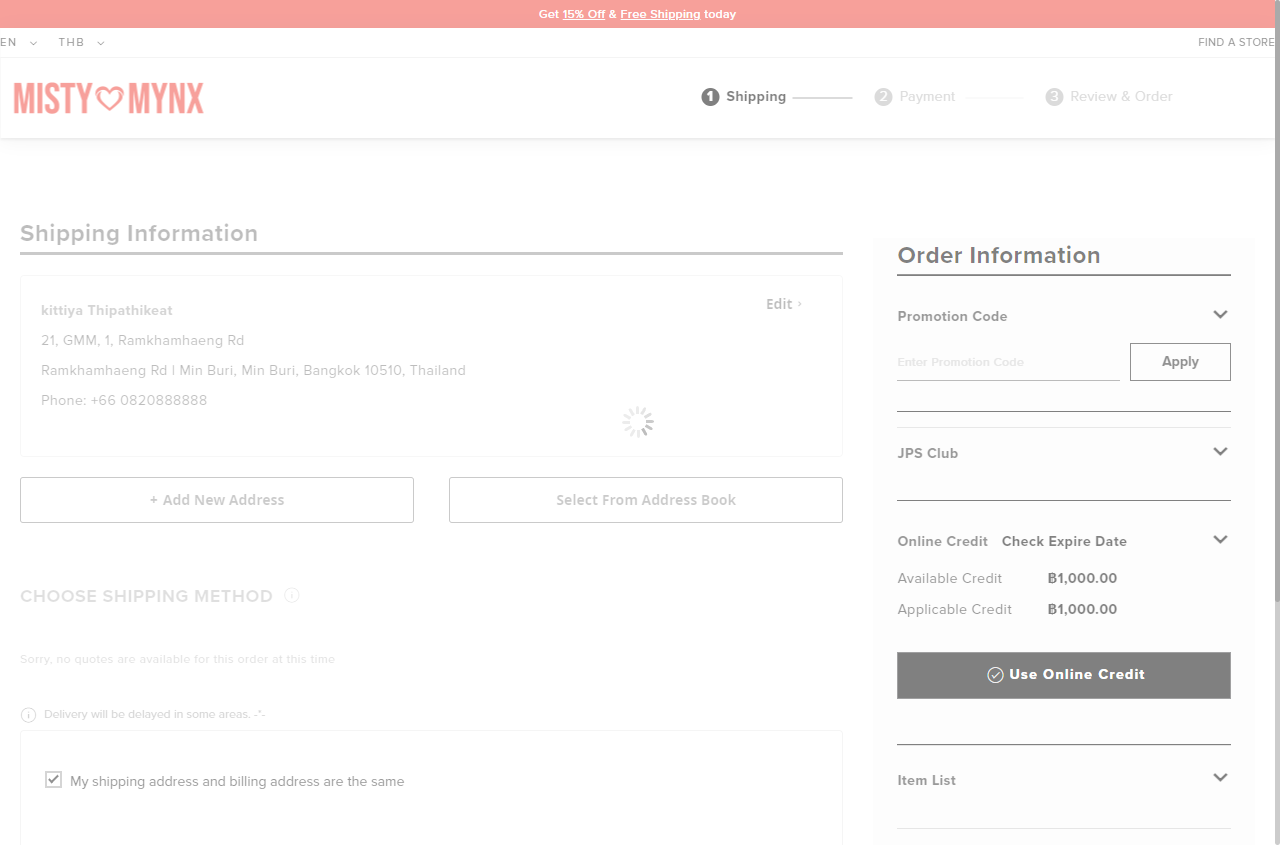 Get 15% Off & Free Shipping today
EN THB FIND A STORE
MISTY MYNX
1 Shipping 2 Payment 3 Review & Order
Shipping Information
kittiya Thipathikeat
Edit ›
21, GMM, 1, Ramkhamhaeng Rd
Ramkhamhaeng Rd | Min Buri, Min Buri, Bangkok 10510, Thailand
Phone: +66 0820888888
+ Add New Address
Select From Address Book
CHOOSE SHIPPING METHOD
Sorry, no quotes are available for this order at this time
Delivery will be delayed in some areas. -*-
My shipping address and billing address are the same
Order Information
Promotion Code
Enter Promotion Code
Apply
JPS Club
Online Credit Check Expire Date
Available Credit ฿1,000.00
Applicable Credit ฿1,000.00
Use Online Credit
Item List